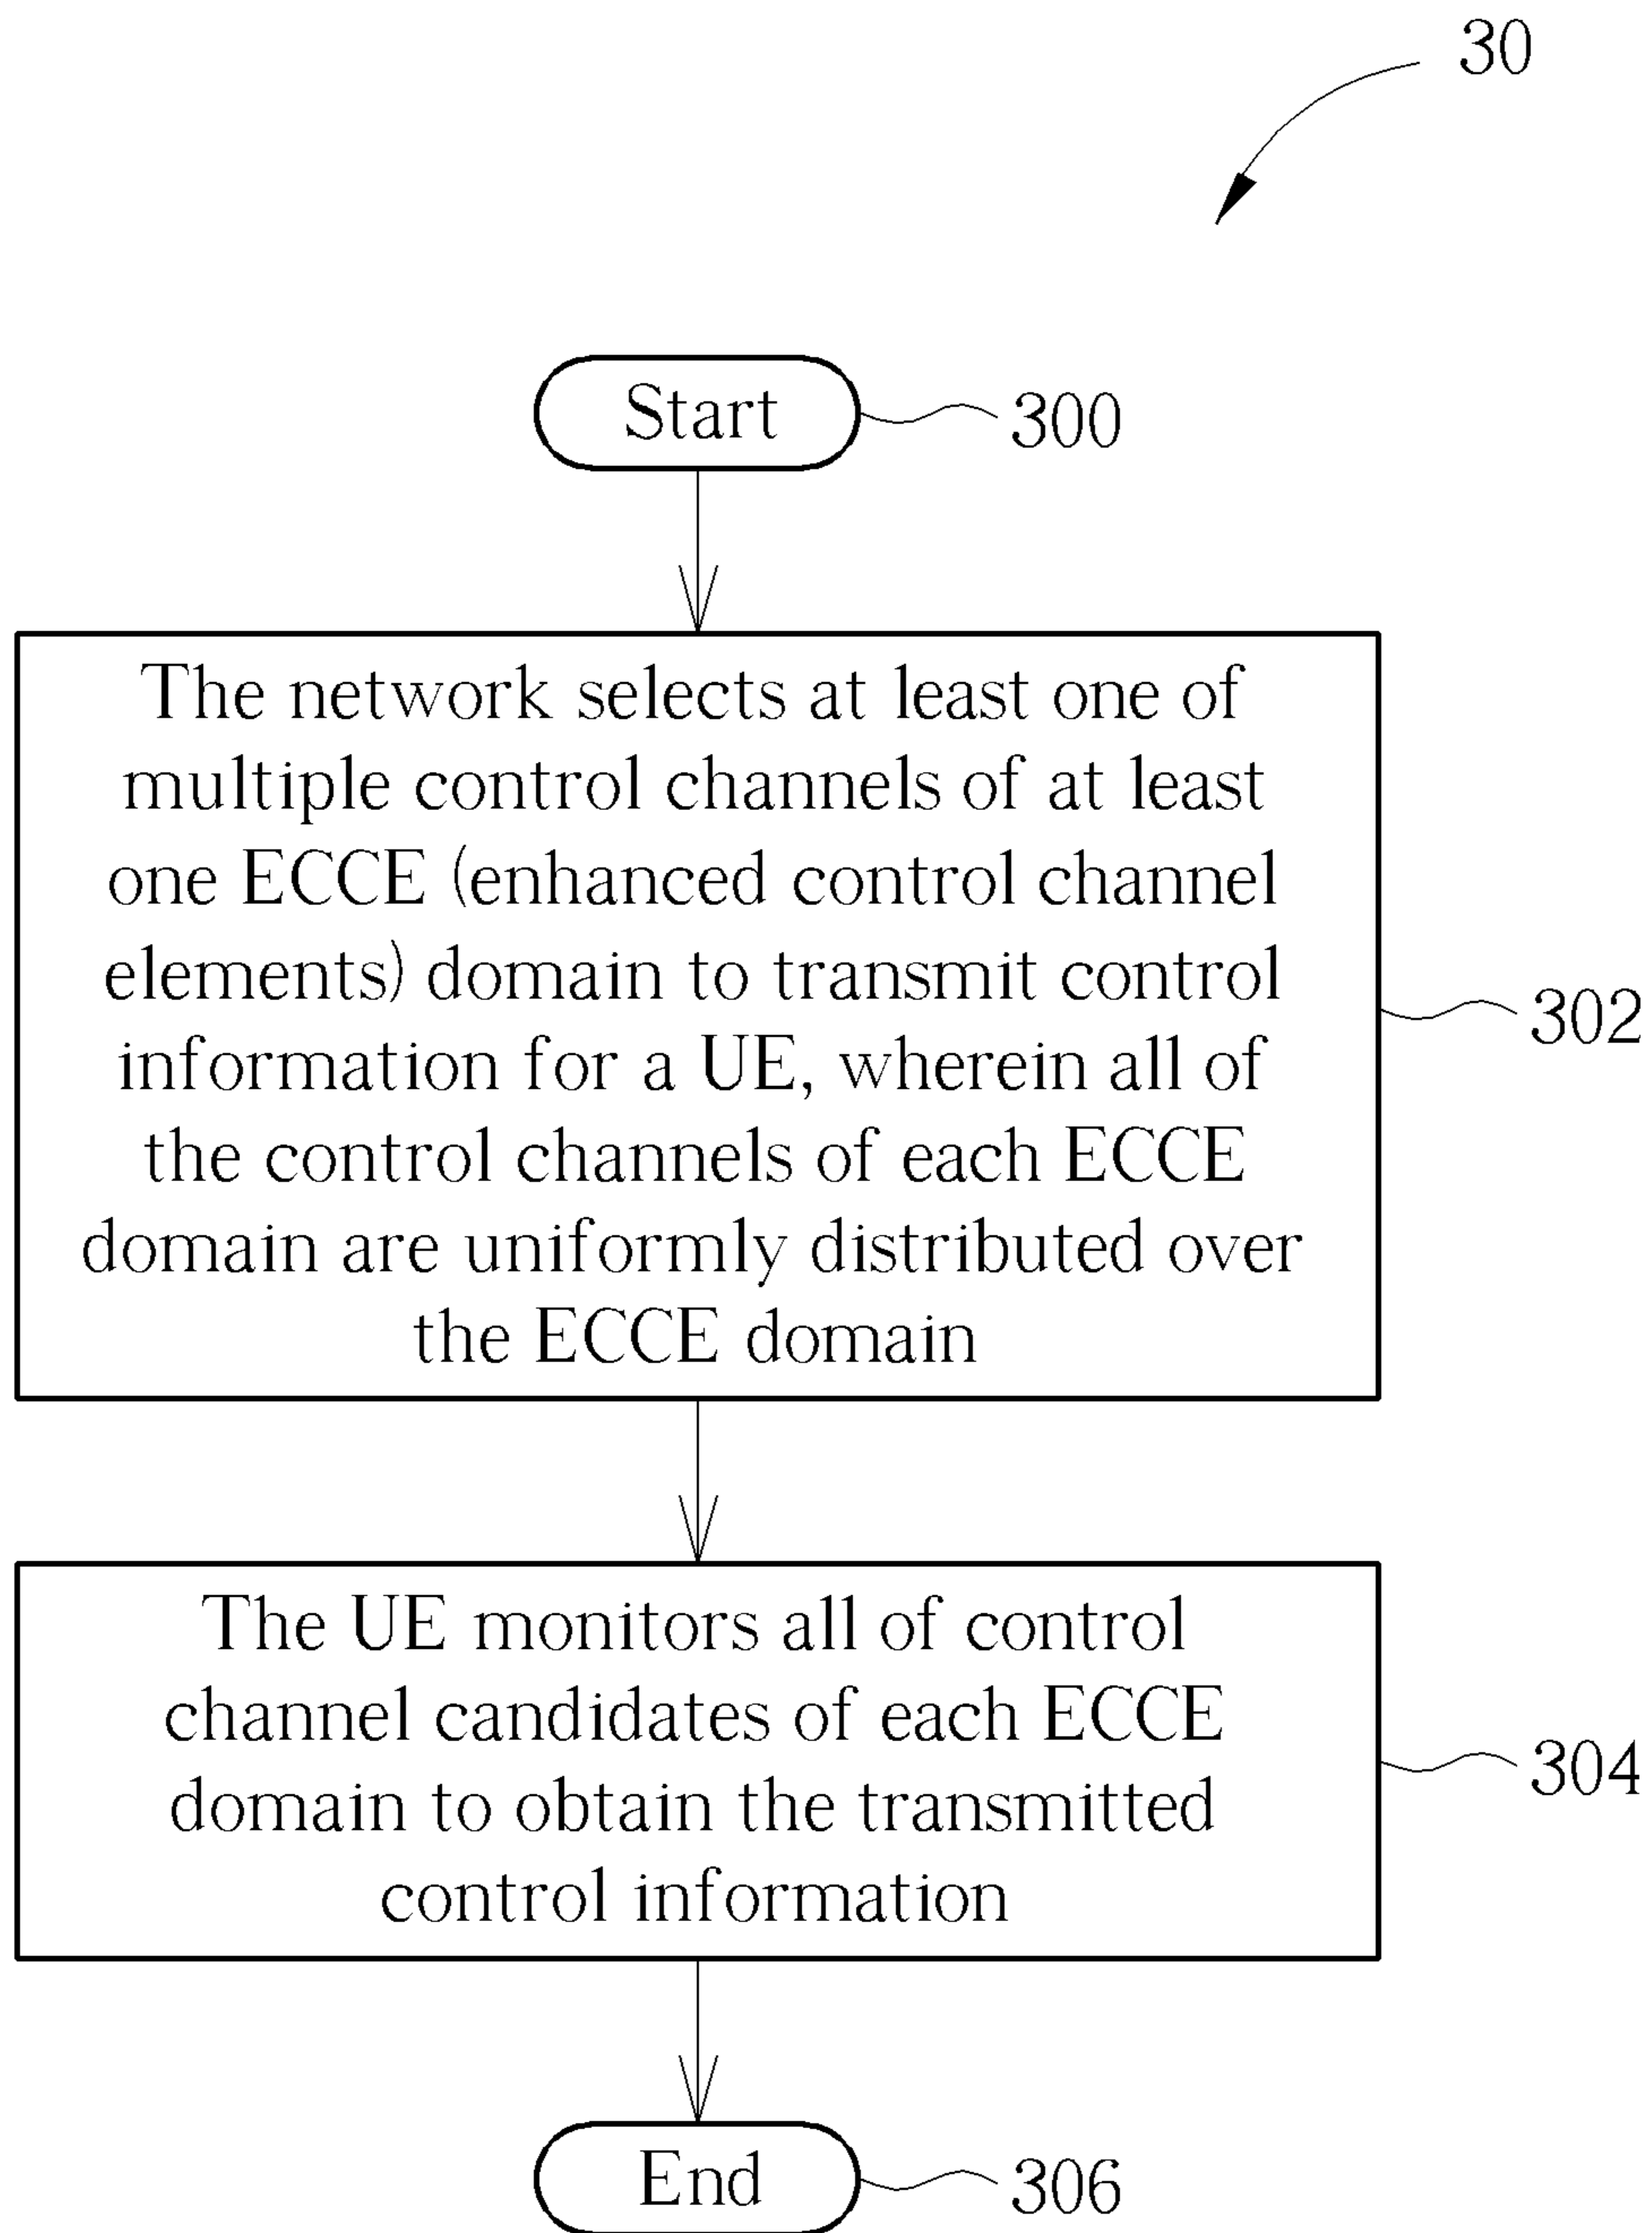 30
Start
300
The network selects at least one of
multiple control channels of at least
one ECCE (enhanced control channel
elements) domain to transmit control
information for a UE, wherein all of
the control channels of each ECCE
domain are uniformly distributed over
the ECCE domain
302
The UE monitors all of control
channel candidates of each ECCE
domain to obtain the transmitted
control information
304
End
306